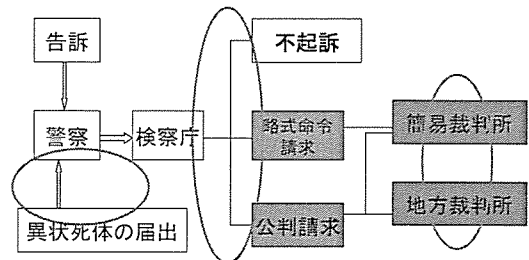 告訴
不起訴
警察
検察庁
略式命令
請求
簡易裁判所
異状死体の届出
公判請求
地方裁判所